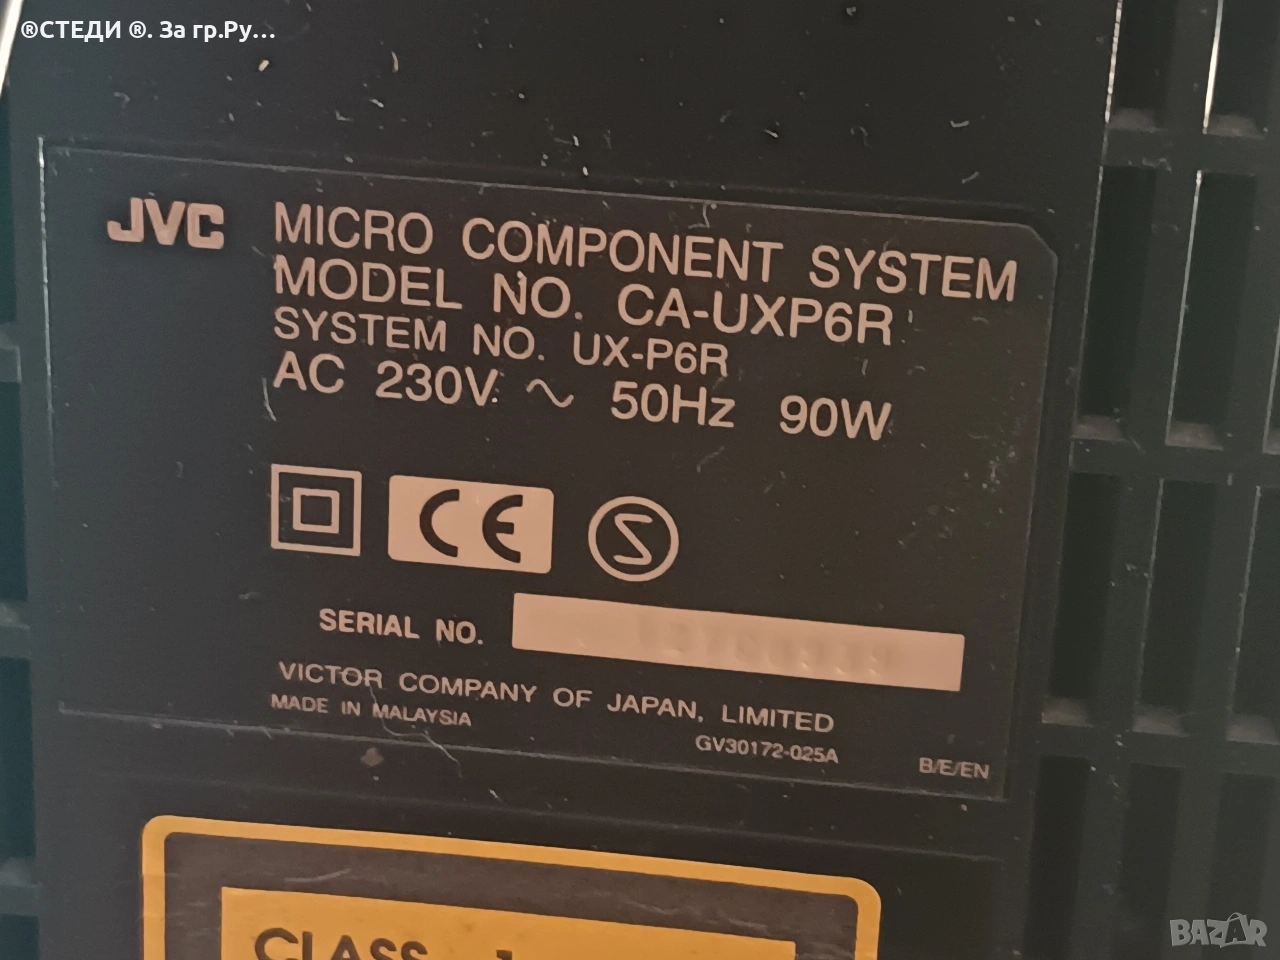 ®СТЕДИ ®. За гр.Ру...
JVC MICRO COMPONENT SYSTEM
MODEL NO. CA-UXP6R
SYSTEM NO. UX-P6R
AC 230V ~ 50Hz 90W
CE S
SERIAL NO.
VICTOR COMPANY OF JAPAN, LIMITED
MADE IN MALAYSIA
GV30172-025A B/E/EN
CLASS 1
BAZAR